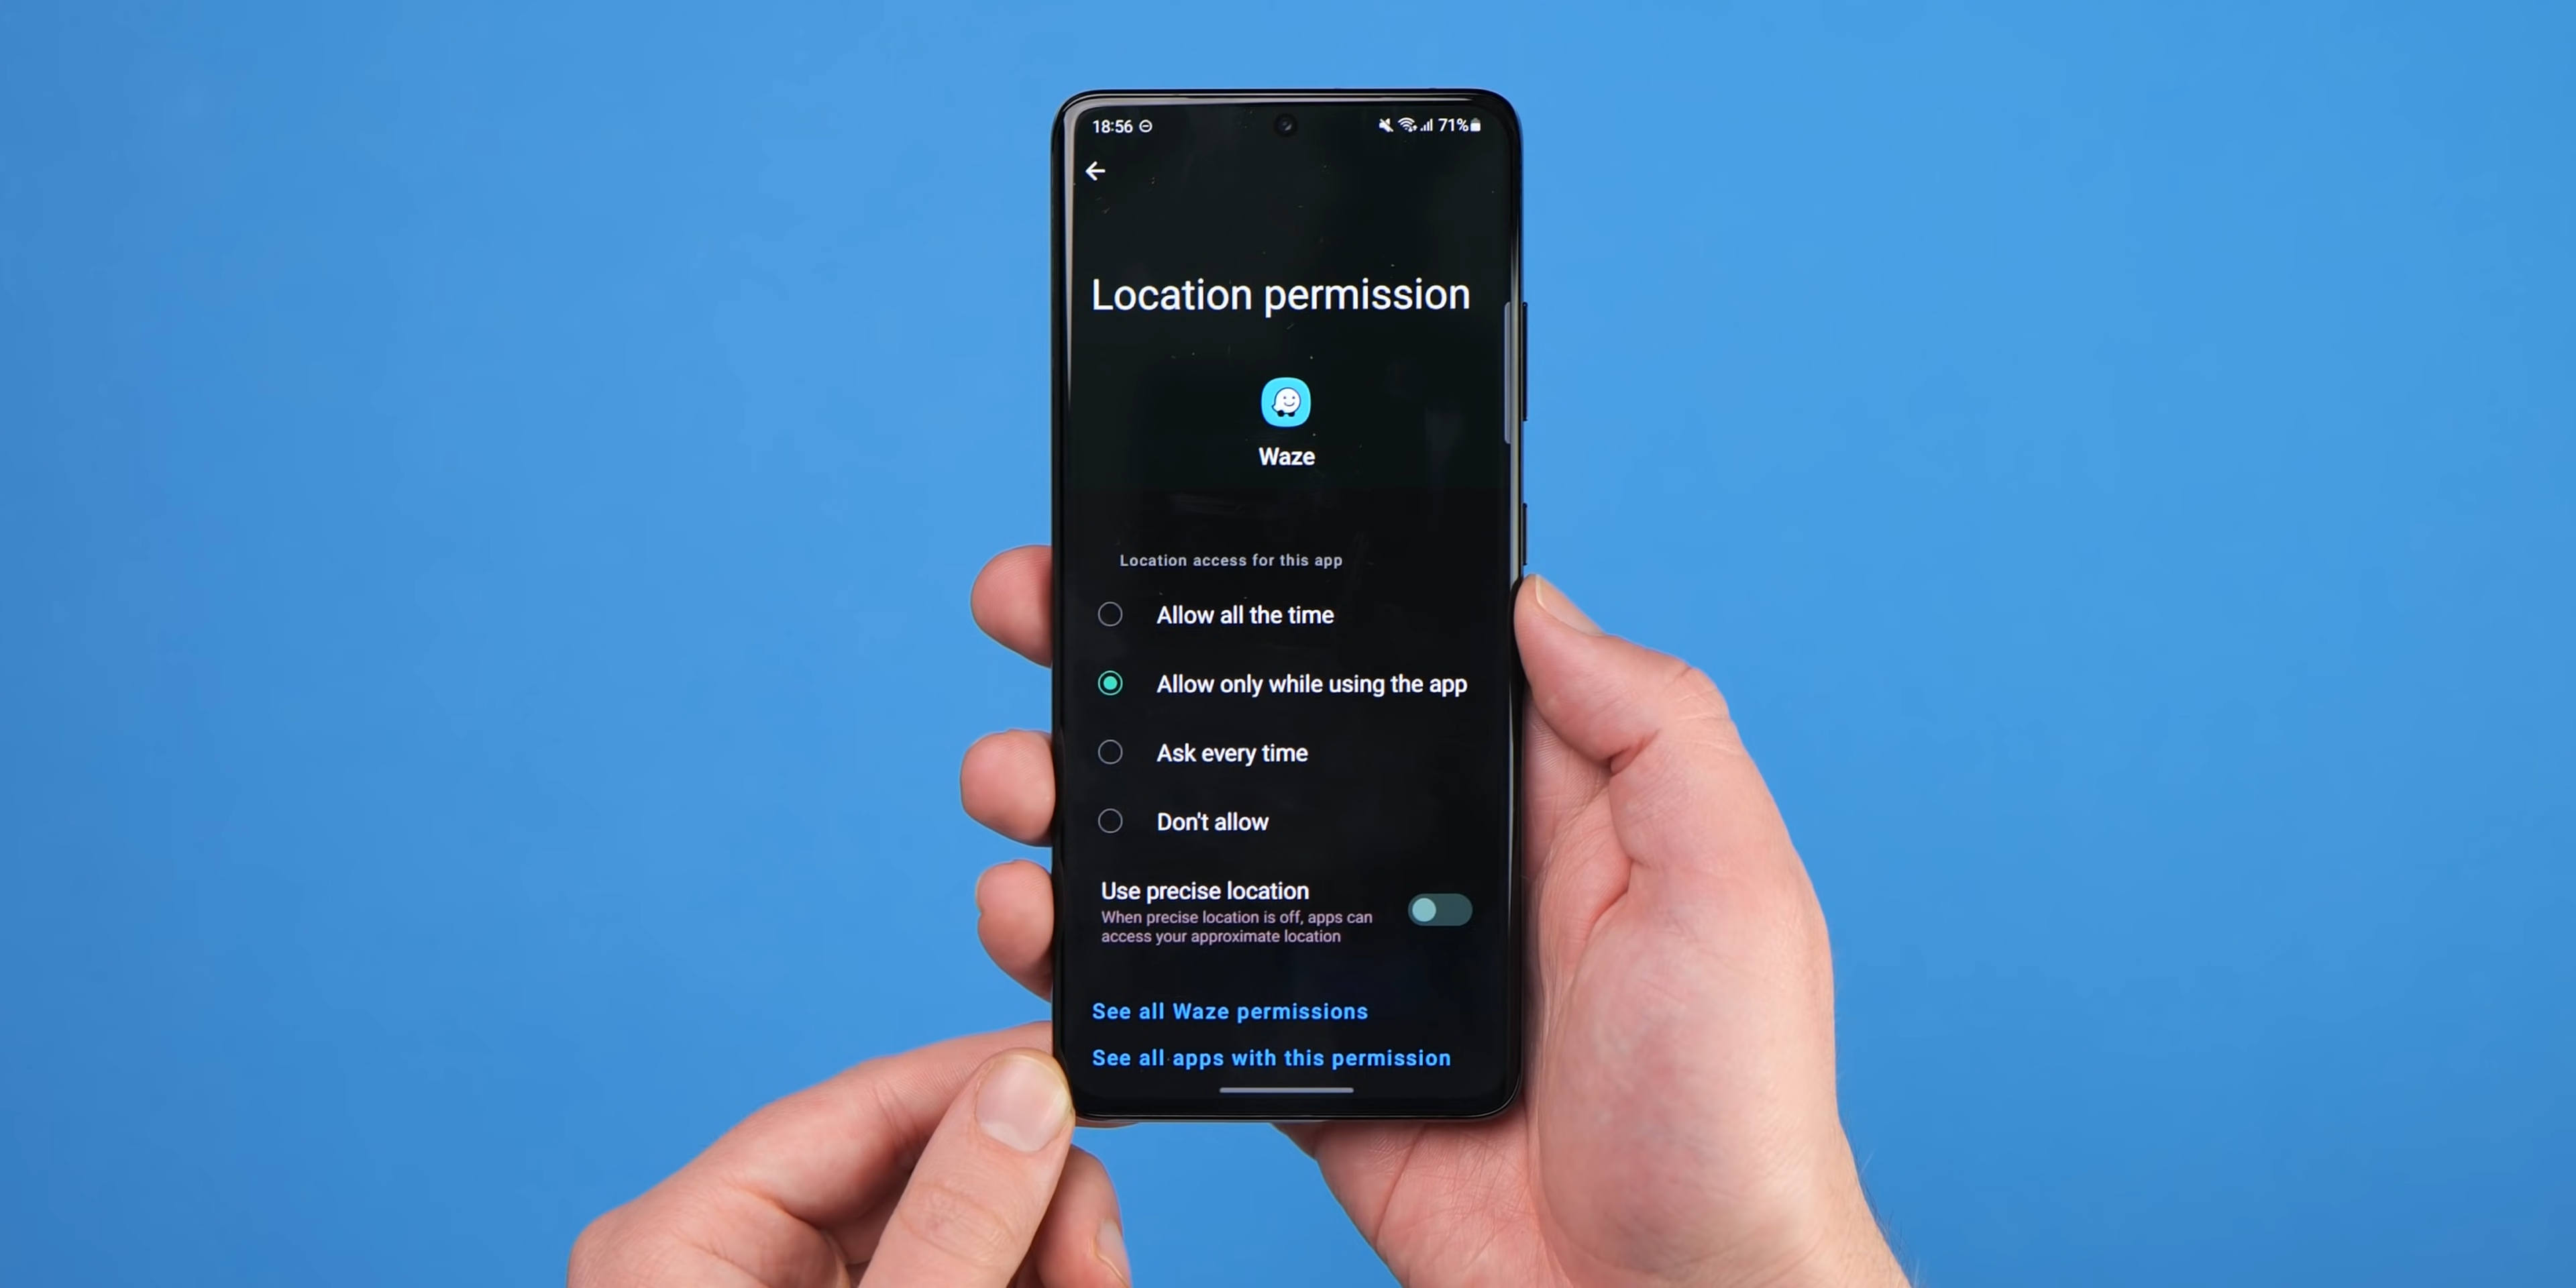 18:56
71%
Location permission
Waze
Location access for this app
Allow all the time
Allow only while using the app
Ask every time
Don't allow
Use precise location
When precise location is off, apps can
access your approximate location
See all Waze permissions
See all apps with this permission